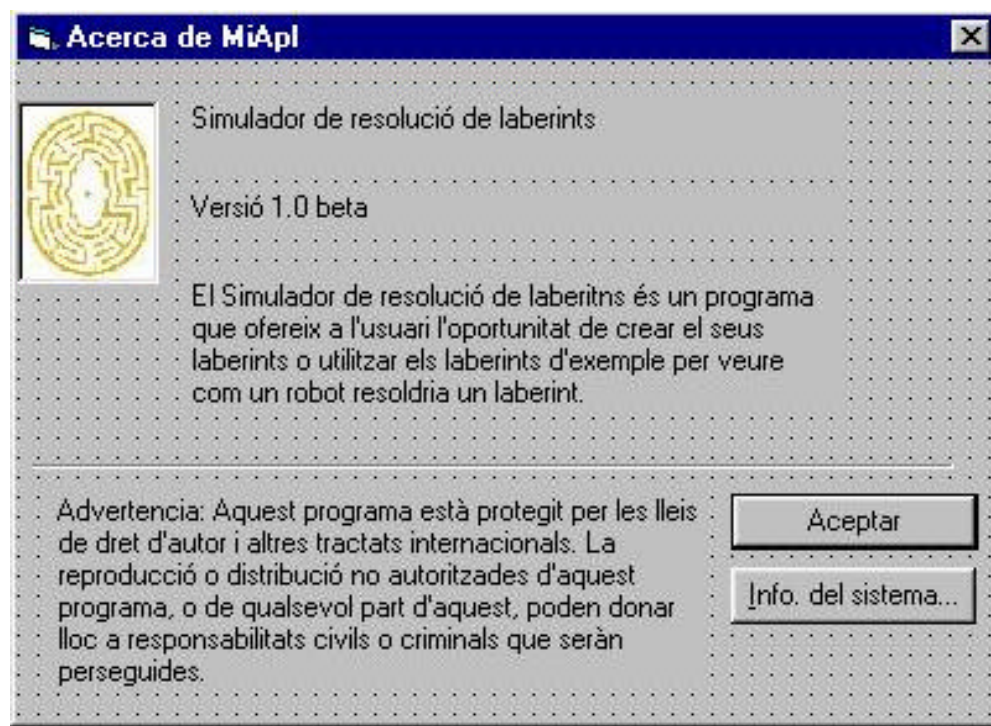 Acerca de MiApl
Simulador de resolució de laberints
Versió 1.0 beta
El Simulador de resolució de laberitns és un programa
que ofereix a l'usuari l'oportunitat de crear el seus
laberints o utilitzar els laberints d'exemple per veure
com un robot resoldria un laberint.
Advertencia: Aquest programa està protegit per les lleis
de dret d'autor i altres tractats internacionals. La
reproducció o distribució no autoritzades d'aquest
programa, o de qualsevol part d'aquest, poden donar
lloc a responsabilitats civils o criminals que seràn
perseguides.
Aceptar
Info. del sistema...